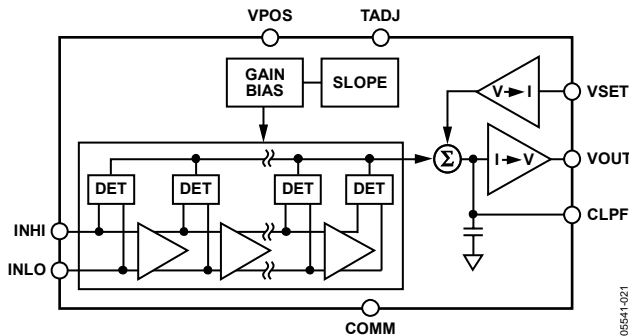 VPOS
TADJ
GAIN
BIAS
SLOPE
V→I
VSET
Σ
I→V
VOUT
DET
DET
DET
DET
CLPF
INHI
INLO
COMM
05541-021